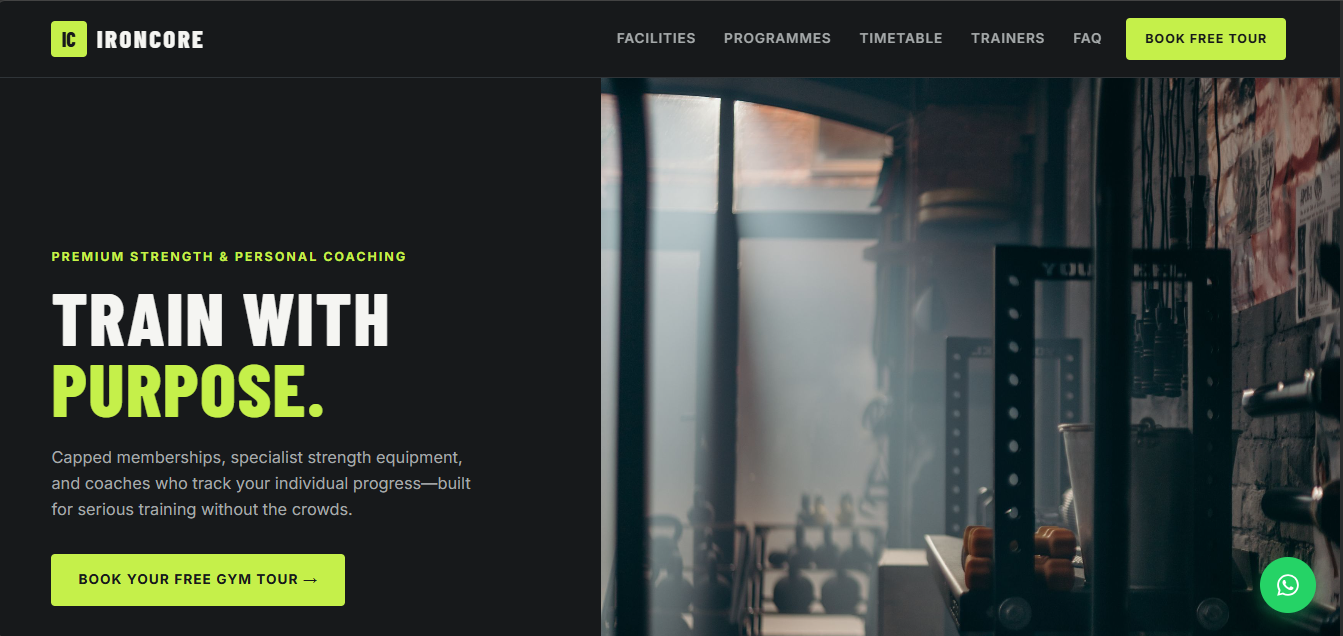 IC IRONCORE
FACILITIES PROGRAMMES TIMETABLE TRAINERS FAQ BOOK FREE TOUR
PREMIUM STRENGTH & PERSONAL COACHING
TRAIN WITH
PURPOSE.
Capped memberships, specialist strength equipment,
and coaches who track your individual progress—built
for serious training without the crowds.
BOOK YOUR FREE GYM TOUR →